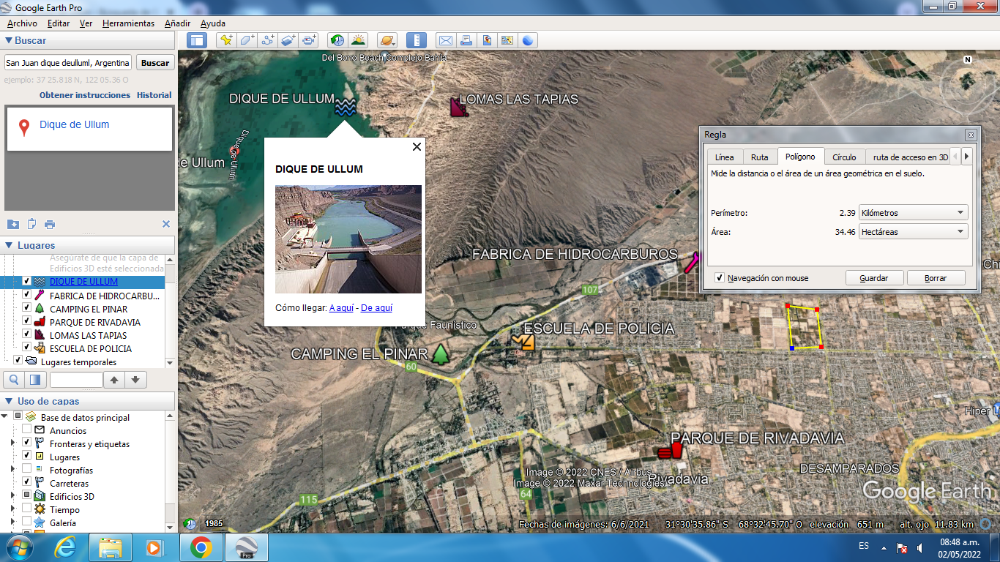 Google Earth Pro
Archivo Editar Ver Herramientas Añadir Ayuda
Buscar
San Juan dique deulluml, Argentina
Buscar
ejemplo: 37 25.818 N, 122 05.36 O
Obtener instrucciones Historial
Dique de Ullum
Lugares
Asegúrate de que la capa de
Edificios 3D esté seleccionada
DIQUE DE ULLUM
FABRICA DE HIDROCARBU...
CAMPING EL PINAR
PARQUE DE RIVADAVIA
LOMAS LAS TAPIAS
ESCUELA DE POLICIA
Lugares temporales
Uso de capas
Base de datos principal
Anuncios
Fronteras y etiquetas
Lugares
Fotografías
Carreteras
Edificios 3D
Tiempo
Galería
Del Bono Beach Complejo Bahía
DIQUE DE ULLUM
LOMAS LAS TAPIAS
Dique de Ullum
de Ullum
DIQUE DE ULLUM
Cómo llegar: A aquí - De aquí
FABRICA DE HIDROCARBUROS
107
Parque Faunístico
ESCUELA DE POLICIA
CAMPING EL PINAR
60
PARQUE DE RIVADAVIA
Rivadavia
DESAMPARADOS
Hiper L
115
64
N
Regla
Línea Ruta Polígono Círculo ruta de acceso en 3D
Mide la distancia o el área de un área geométrica en el suelo.
Perímetro: 2.39 Kilómetros
Área: 34.46 Hectáreas
Navegación con mouse
Guardar Borrar
Chi
Image © 2022 CNES / Airbus
Image © 2022 Maxar Technologies
Google Earth
1985
Fechas de imágenes: 6/6/2021 31°30'35.86" S 68°32'45.70" O elevación 651 m alt. ojo 11.83 km
Pro
ES
08:48 a.m.
02/05/2022